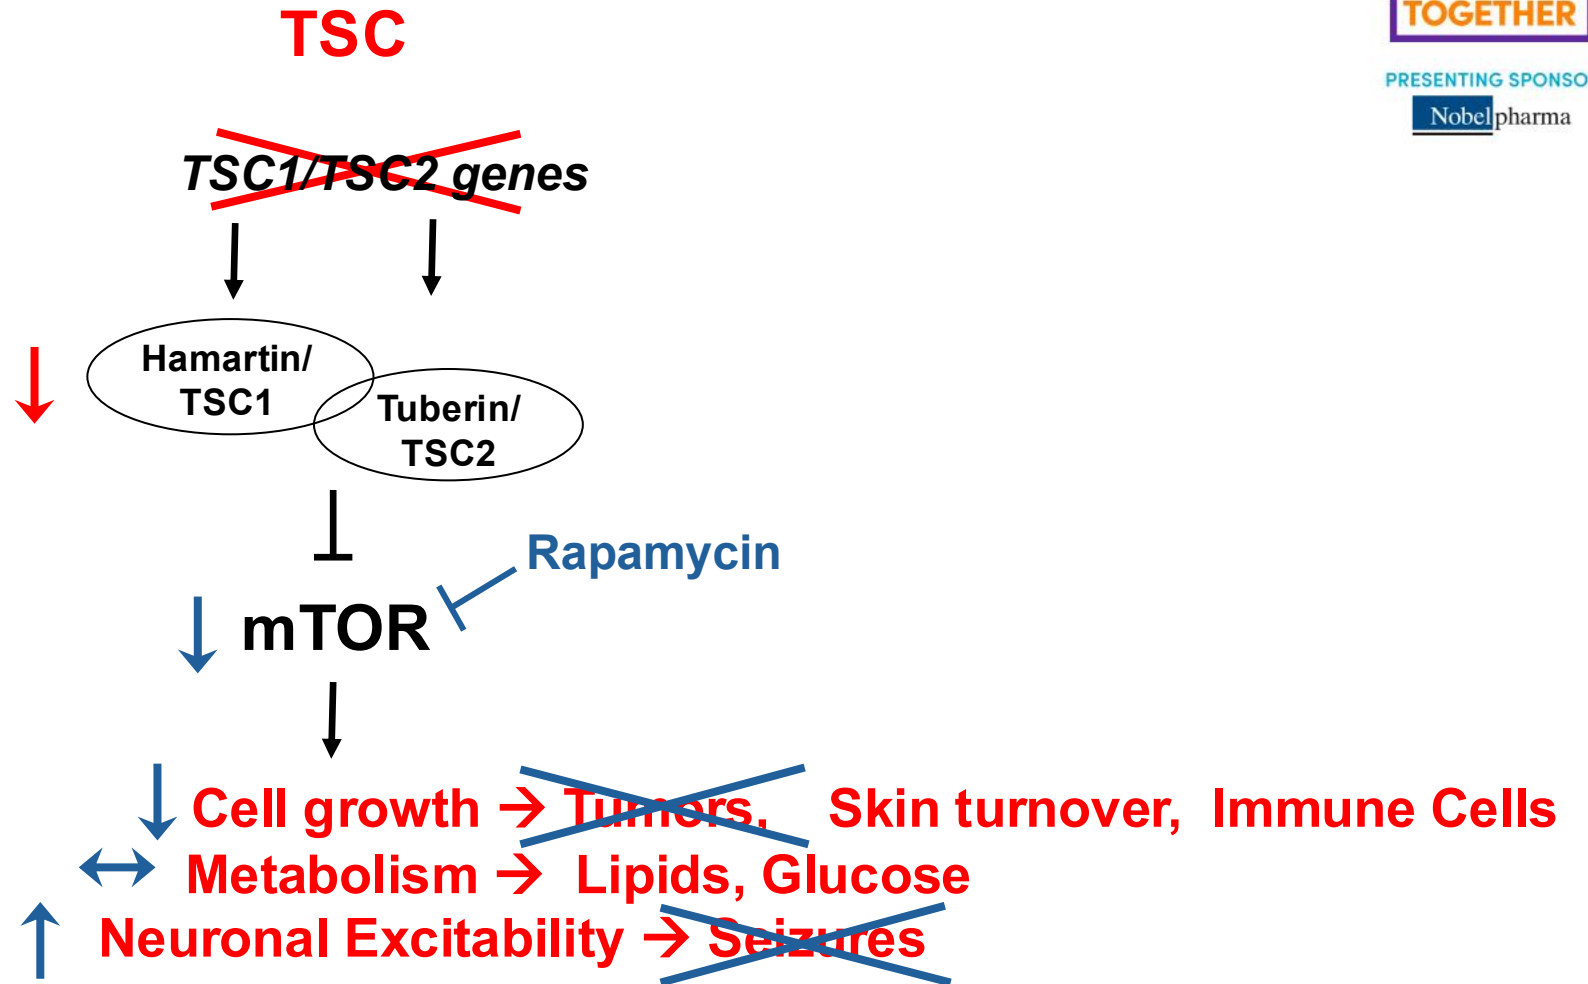 TSC
TOGETHER
PRESENTING SPONSO
Nobelpharma
TSC1/TSC2 genes
Hamartin/
TSC1
Tuberin/
TSC2
Rapamycin
mTOR
Cell growth → Tumors, Skin turnover, Immune Cells
Metabolism → Lipids, Glucose
Neuronal Excitability → Seizures